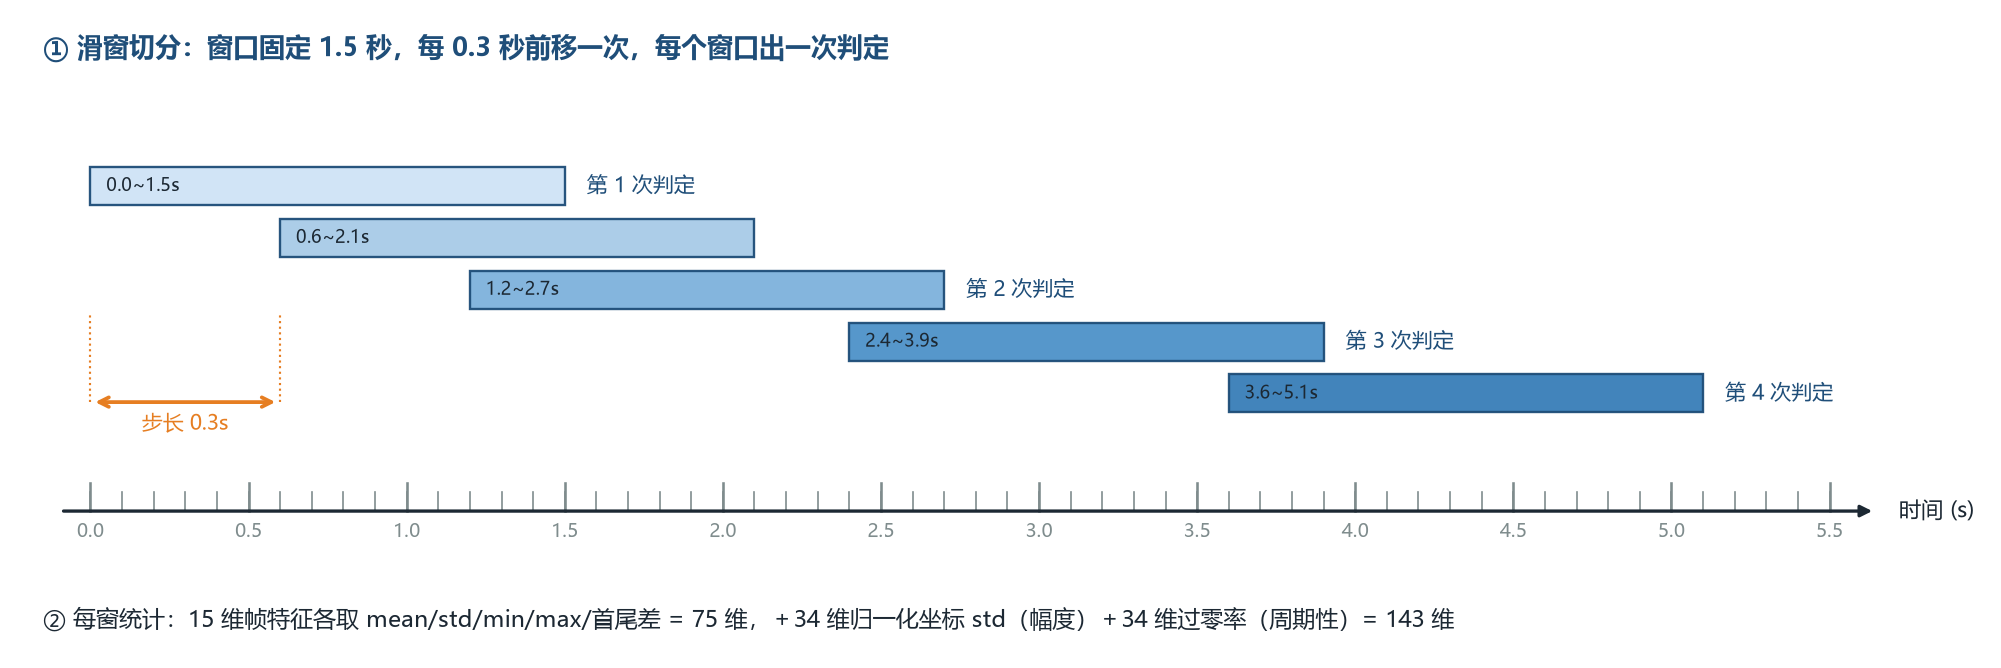 ① 滑窗切分：窗口固定 1.5 秒，每 0.3 秒前移一次，每个窗口出一次判定
0.0~1.5s 第 1 次判定
0.6~2.1s
1.2~2.7s 第 2 次判定
2.4~3.9s 第 3 次判定
3.6~5.1s 第 4 次判定
步长 0.3s
0.0 0.5 1.0 1.5 2.0 2.5 3.0 3.5 4.0 4.5 5.0 5.5 时间 (s)
② 每窗统计：15 维帧特征各取 mean/std/min/max/首尾差 = 75 维，+ 34 维归一化坐标 std（幅度）+ 34 维过零率（周期性）= 143 维